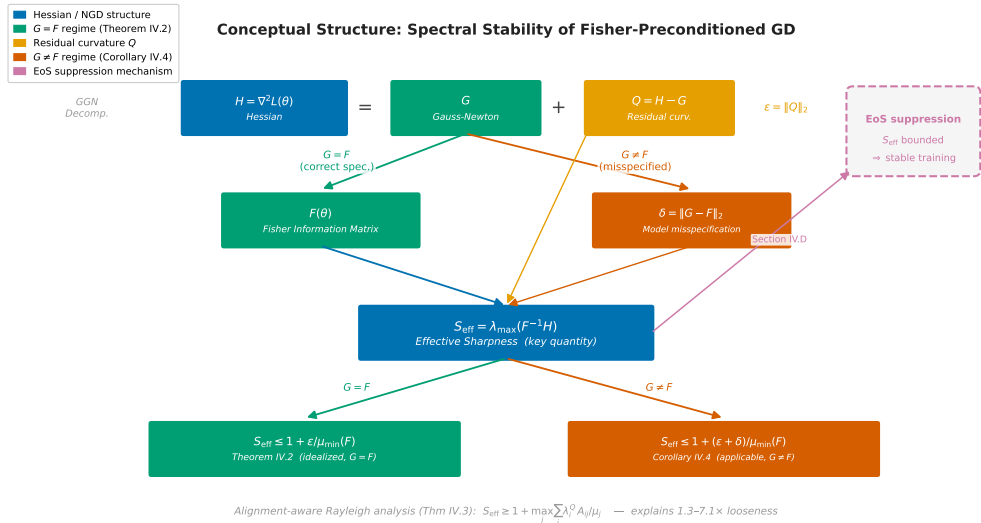 Hessian / NGD structure
G = F regime (Theorem IV.2)
Residual curvature Q
G ≠ F regime (Corollary IV.4)
EoS suppression mechanism
Conceptual Structure: Spectral Stability of Fisher-Preconditioned GD
GGN
Decomp.
H = ∇²L(θ)
Hessian
=
G
Gauss-Newton
+
Q = H − G
Residual curv.
ε = ‖Q‖₂
EoS suppression
S_eff bounded
⇒ stable training
G = F
(correct spec.)
G ≠ F
(misspecified)
F(θ)
Fisher Information Matrix
δ = ‖G − F‖₂
Model misspecification
Section IV.D
S_eff = λ_max(F⁻¹H)
Effective Sharpness (key quantity)
G = F
G ≠ F
S_eff ≤ 1 + ε/μ_min(F)
Theorem IV.2 (idealized, G = F)
S_eff ≤ 1 + (ε + δ)/μ_min(F)
Corollary IV.4 (applicable, G ≠ F)
Alignment-aware Rayleigh analysis (Thm IV.3): S_eff ≳ 1 + max_j ∑_i λ_i^Q A_ij/μ_j — explains 1.3–7.1× looseness